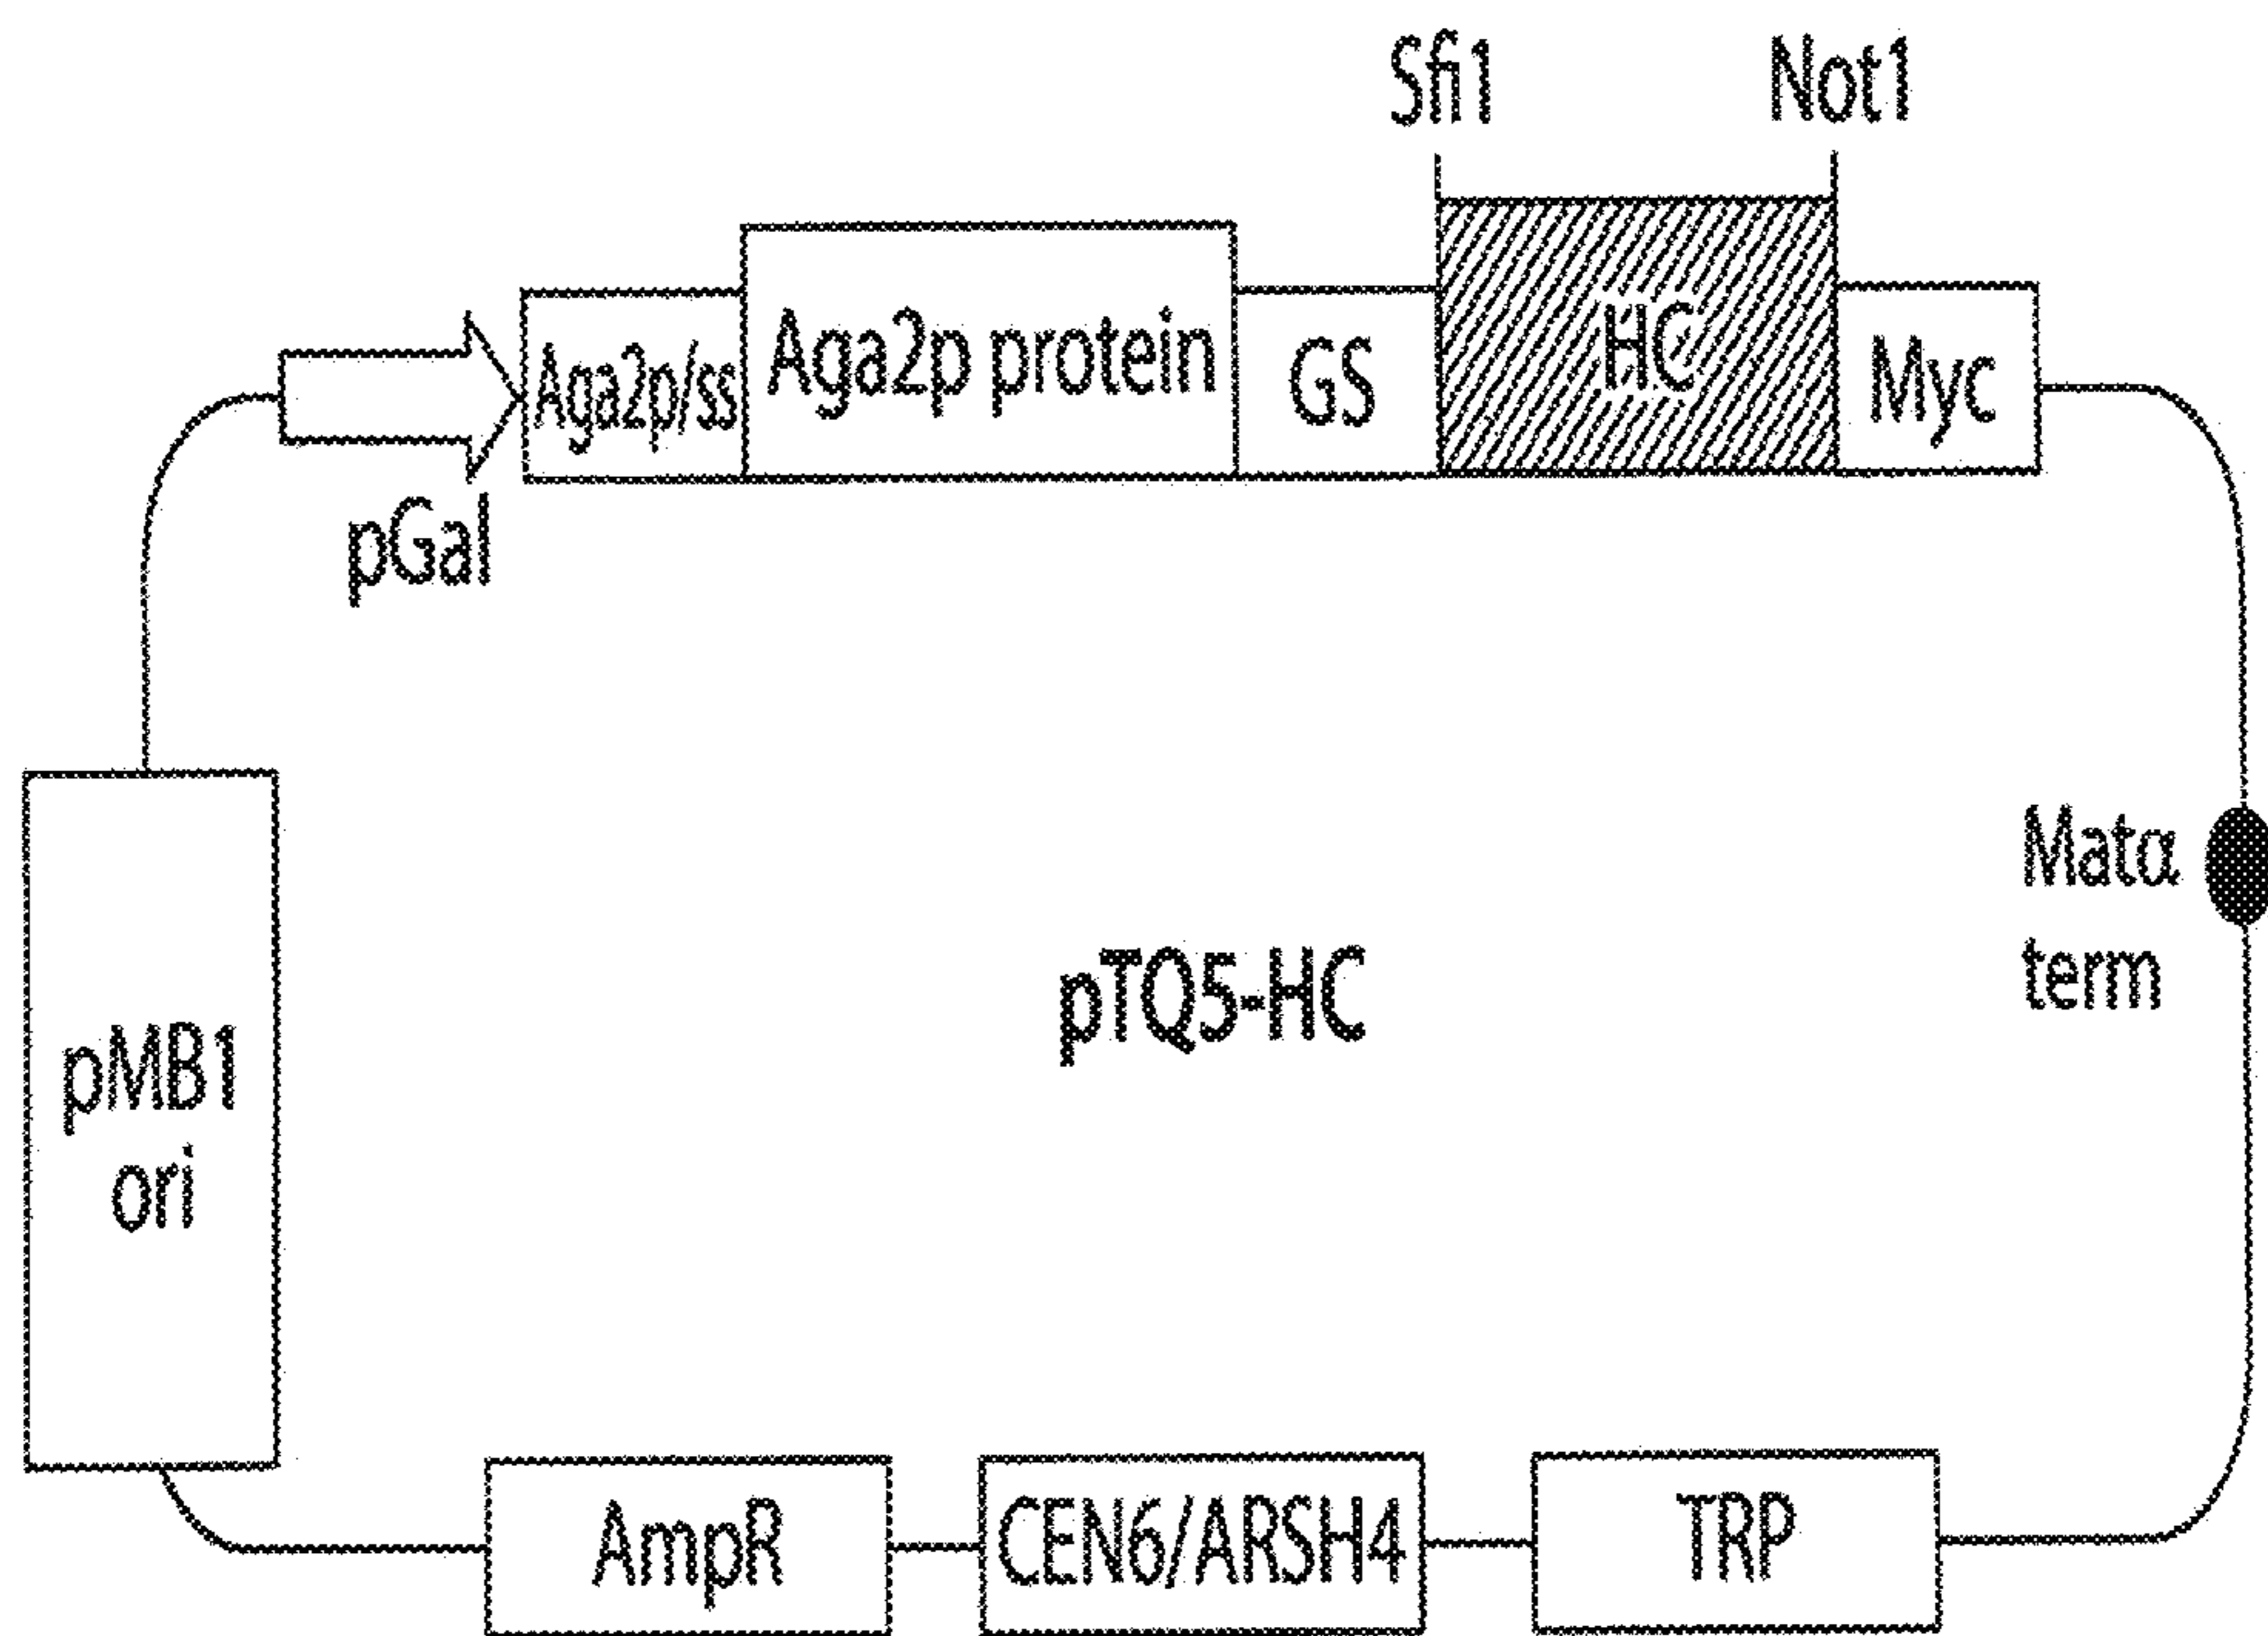 Sfi1
Not1
Aga2p/ss
Aga2p protein
GS
HC
Myc
pGal
Matα
term
pTQ5-HC
pMB1
ori
AmpR
CEN6/ARSH4
TRP